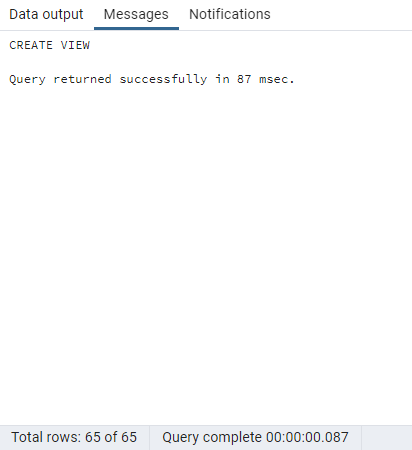 Data output Messages Notifications
CREATE VIEW
Query returned successfully in 87 msec.
Total rows: 65 of 65 Query complete 00:00:00.087